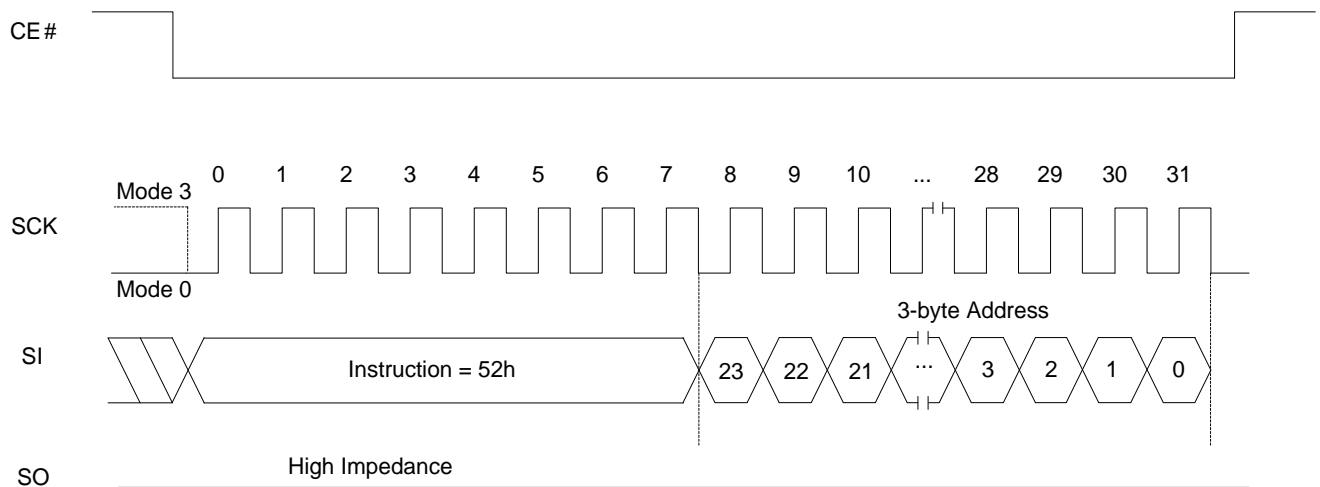 CE#
0 1 2 3 4 5 6 7 8 9 10 ... 28 29 30 31
Mode 3
SCK
Mode 0
3-byte Address
SI
Instruction = 52h 23 22 21 ... 3 2 1 0
High Impedance
SO